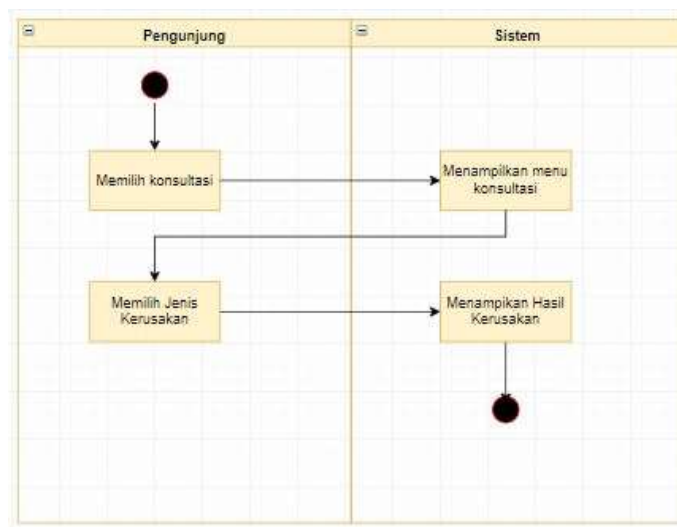 Pengunjung
Sistem
Memilih konsultasi
Menampilkan menu
konsultasi
Memilih Jenis
Kerusakan
Menampikan Hasil
Kerusakan